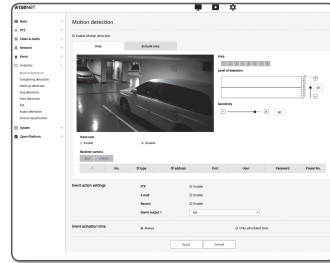 WISENET
Basic
PTZ
Video & Audio
Network
Event
Analytics
Motion detection
Tampering detection
Defocus detection
Fog detection
Face detection
IVA
Audio detection
Sound classification
System
Open Platform
Motion detection
Enable Motion detection
Area
Exclude area
Area
Level of detection
Sensitivity
Handover
Enable
Disable
Receiver camera
Add
Delete
No.
IP type
IP address
Port
User
Password
Preset No.
Event action settings
FTP
Enable
E-mail
Enable
Record
Enable
Alarm output 1
Off
Event activation time
Always
Only scheduled time
Apply
Cancel